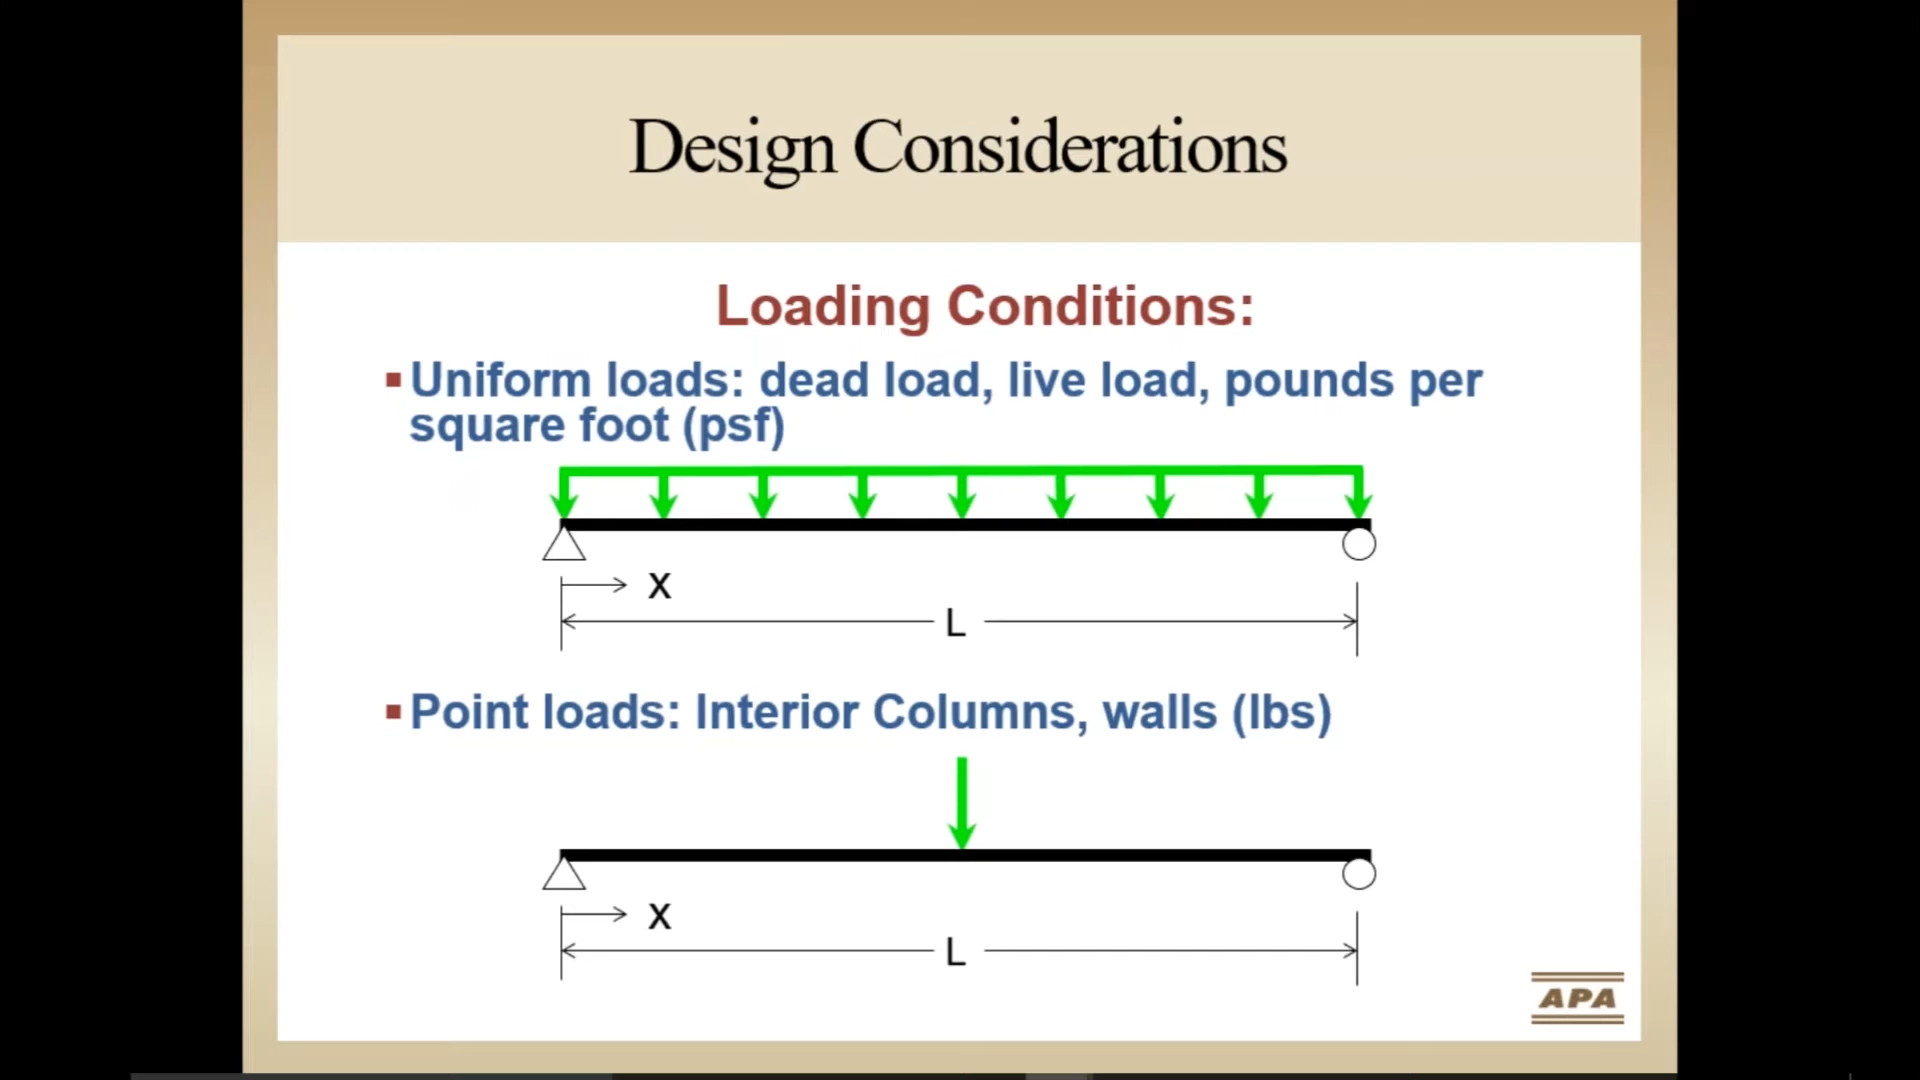 Design Considerations
Loading Conditions:
▪Uniform loads: dead load, live load, pounds per
square foot (psf)
X
L
▪Point loads: Interior Columns, walls (lbs)
X
L
APA